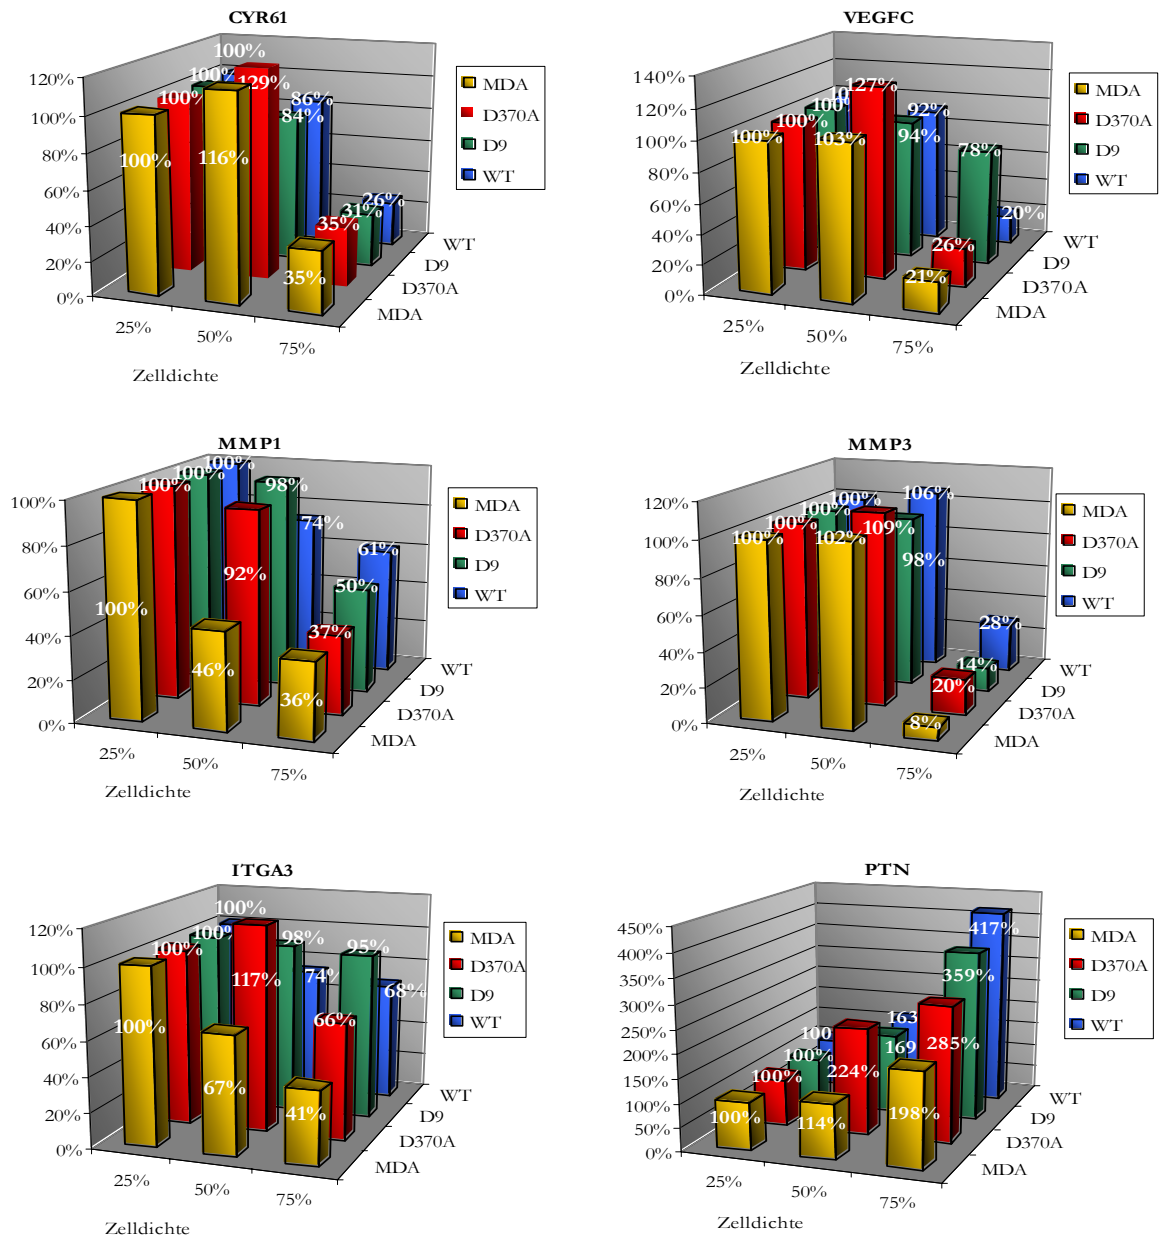 CYR61
120%
100%
80%
60%
40%
20%
0%
100%
100%
100%
100%
116%
129%
84%
86%
35%
35%
31%
26%
25%
50%
75%
Zelldichte
MDA
D370A
D9
WT
MDA
D370A
D9
WT
VEGFC
140%
120%
100%
80%
60%
40%
20%
0%
100%
100%
100%
103%
127%
94%
92%
21%
26%
78%
20%
25%
50%
75%
Zelldichte
MDA
D370A
D9
WT
MDA
D370A
D9
WT
MMP1
100%
80%
60%
40%
20%
0%
100%
100%
100%
100%
46%
92%
98%
74%
36%
37%
50%
61%
25%
50%
75%
Zelldichte
MDA
D370A
D9
WT
MDA
D370A
D9
WT
MMP3
120%
100%
80%
60%
40%
20%
0%
100%
100%
100%
100%
102%
109%
98%
106%
8%
20%
14%
28%
25%
50%
75%
Zelldichte
MDA
D370A
D9
WT
MDA
D370A
D9
WT
ITGA3
120%
100%
80%
60%
40%
20%
0%
100%
100%
100%
100%
67%
117%
98%
74%
41%
66%
95%
68%
25%
50%
75%
Zelldichte
MDA
D370A
D9
WT
MDA
D370A
D9
WT
PTN
450%
400%
350%
300%
250%
200%
150%
100%
50%
0%
100%
100%
100%
100
114%
224%
169
163
198%
285%
359%
417%
25%
50%
75%
Zelldichte
MDA
D370A
D9
WT
MDA
D370A
D9
WT